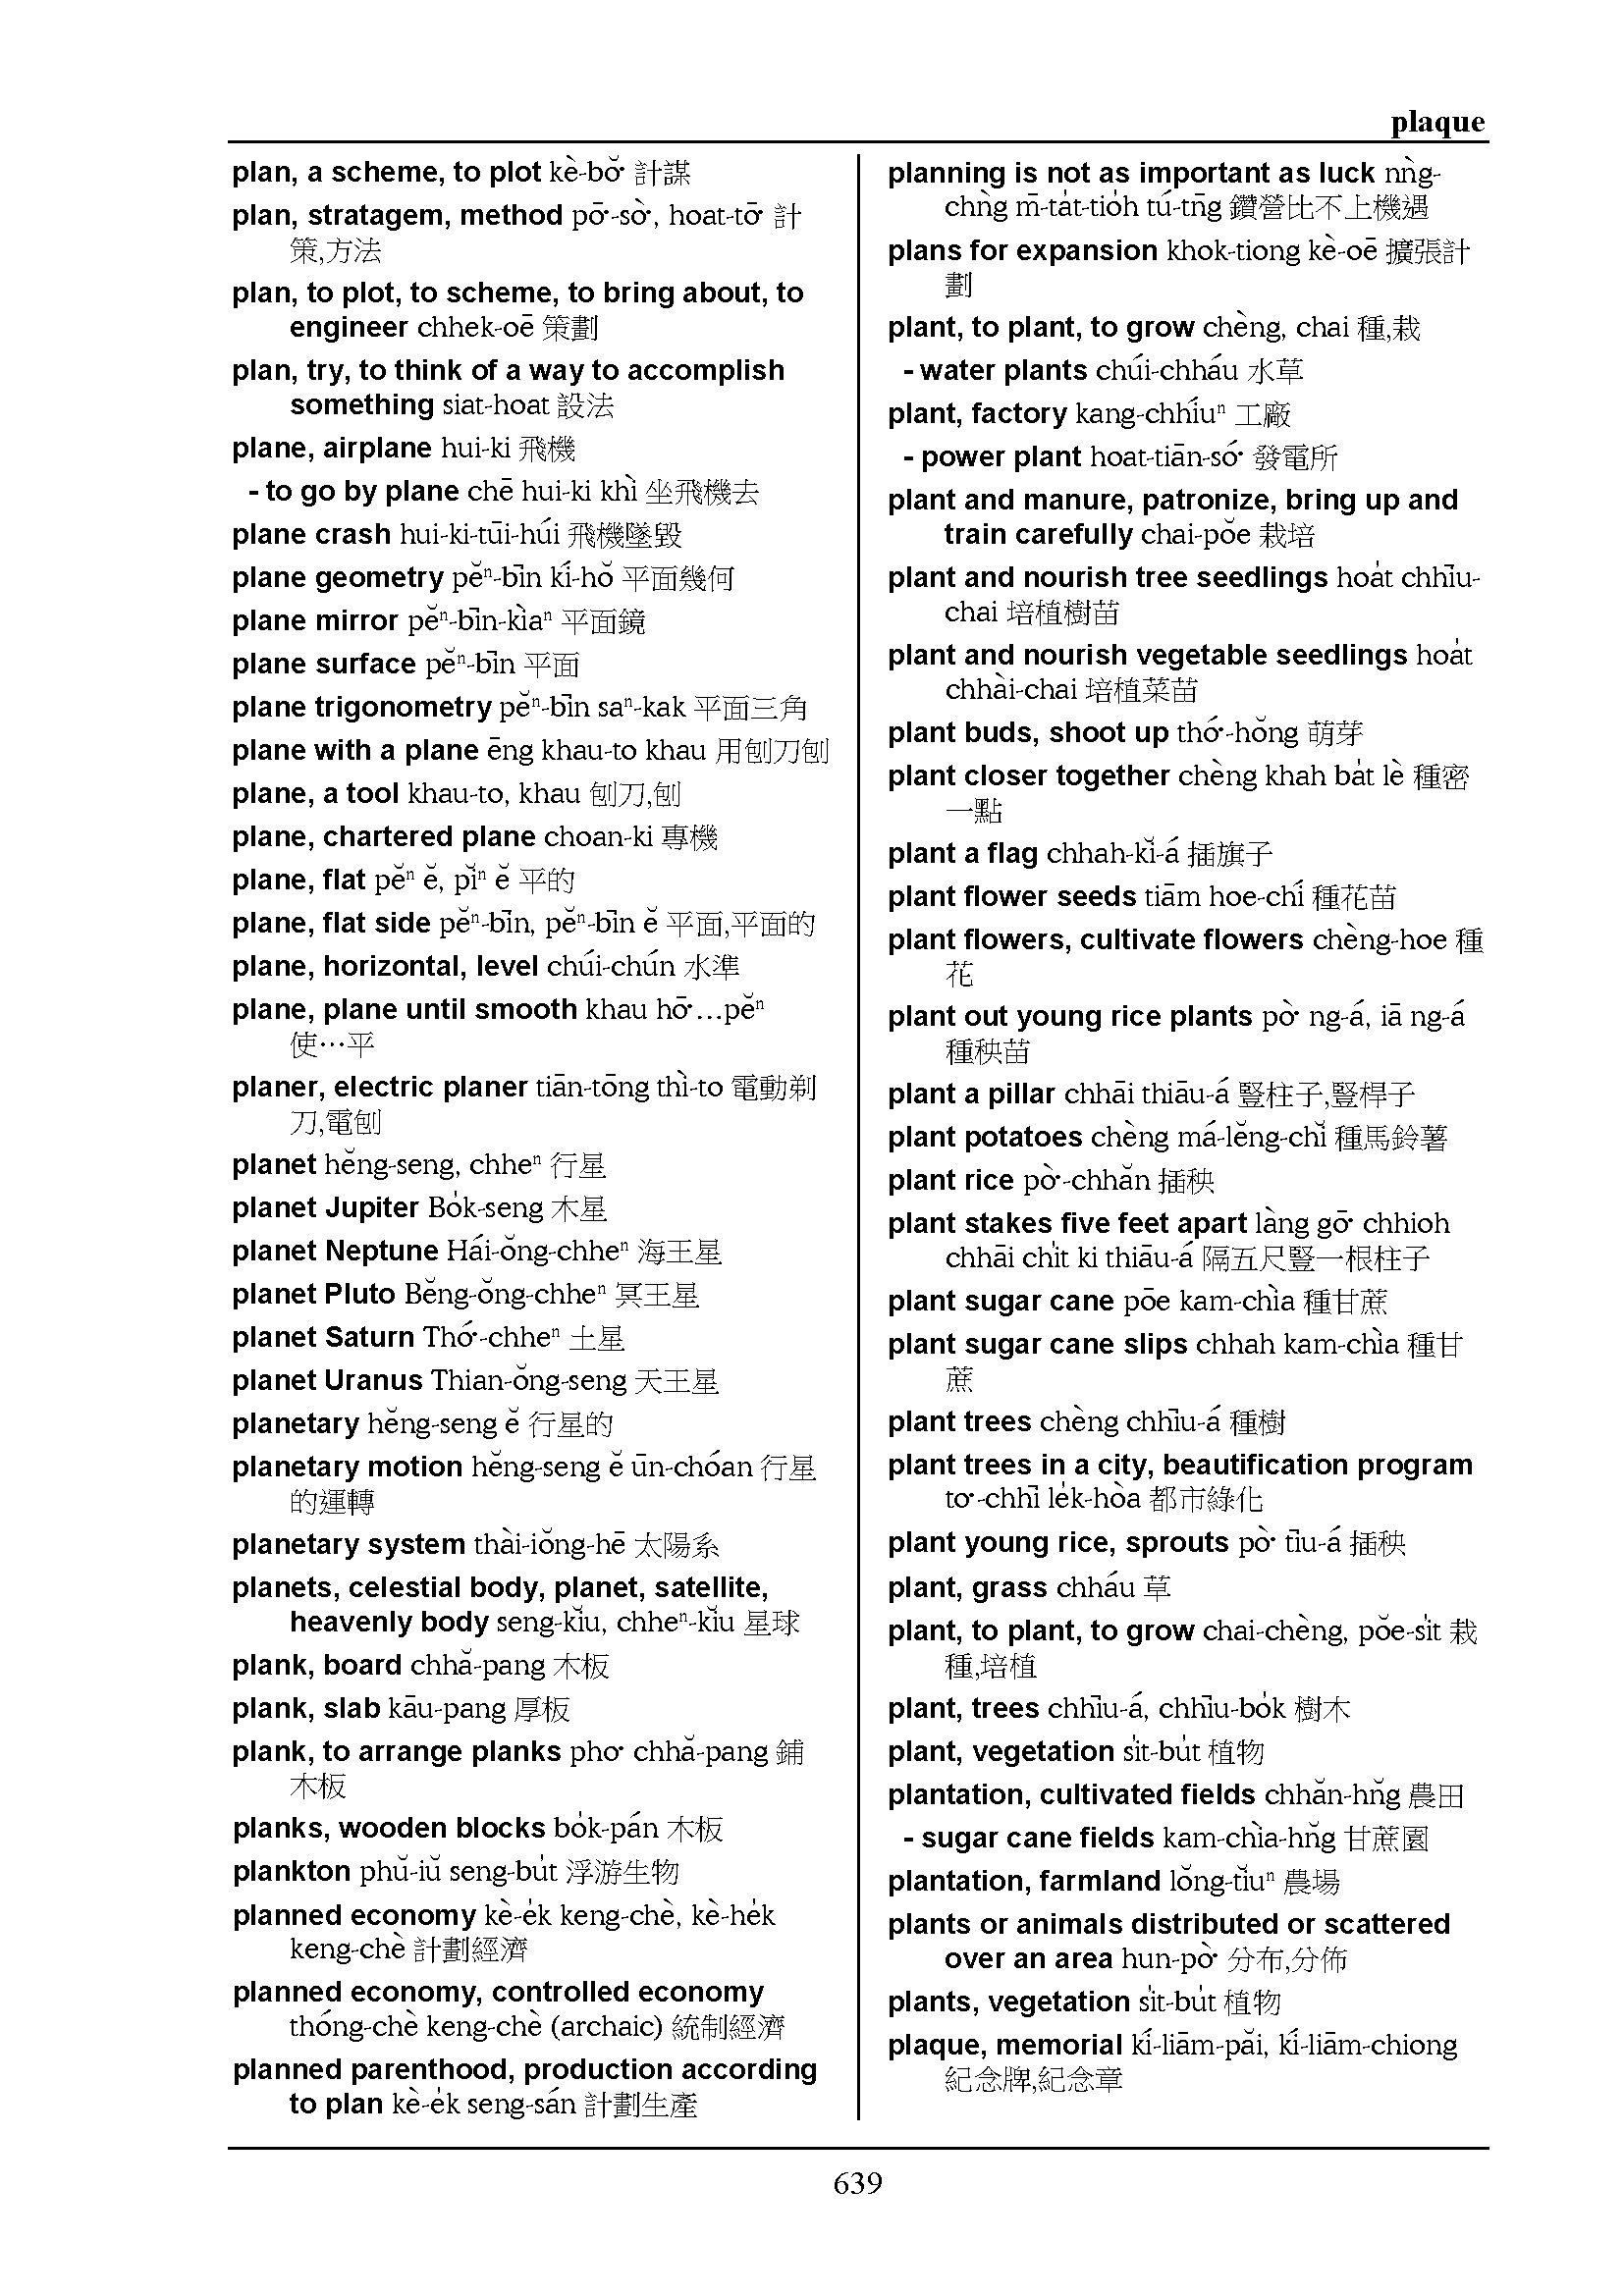 plaque
plan, a scheme, to plot kè-bŏ͘ 計謀
plan, stratagem, method pō͘-sò͘, hoat-tō͘ 計
策,方法
plan, to plot, to scheme, to bring about, to
engineer chhek-oē 策劃
plan, try, to think of a way to accomplish
something siat-hoat 設法
plane, airplane hui-ki 飛機
- to go by plane chē hui-ki khì 坐飛機去
plane crash hui-ki-tūi-húi 飛機墜毀
plane geometry pĕⁿ-bīn kí-hŏ 平面幾何
plane mirror pĕⁿ-bīn-kìaⁿ 平面鏡
plane surface pĕⁿ-bīn 平面
plane trigonometry pĕⁿ-bīn saⁿ-kak 平面三角
plane with a plane ēng khau-to khau 用刨刀刨
plane, a tool khau-to, khau 刨刀,刨
plane, chartered plane choan-ki 專機
plane, flat pĕⁿ ĕ, pĭⁿ ĕ 平的
plane, flat side pĕⁿ-bīn, pĕⁿ-bīn ĕ 平面,平面的
plane, horizontal, level chúi-chún 水準
plane, plane until smooth khau hō͘…pĕⁿ
使…平
planer, electric planer tiān-tōng thì-to 電動剃
刀,電刨
planet hĕng-seng, chheⁿ 行星
planet Jupiter Bo̍k-seng 木星
planet Neptune Hái-ŏng-chheⁿ 海王星
planet Pluto Bĕng-ŏng-chheⁿ 冥王星
planet Saturn Thó͘-chheⁿ 土星
planet Uranus Thian-ŏng-seng 天王星
planetary hĕng-seng ĕ 行星的
planetary motion hĕng-seng ĕ ūn-chóan 行星
的運轉
planetary system thài-iŏng-hē 太陽系
planets, celestial body, planet, satellite,
heavenly body seng-kĭu, chheⁿ-kĭu 星球
plank, board chhă-pang 木板
plank, slab kāu-pang 厚板
plank, to arrange planks pho͘ chhă-pang 鋪
木板
planks, wooden blocks bo̍k-pán 木板
plankton phŭ-iŭ seng-bu̍t 浮游生物
planned economy kè-e̍k keng-chè, kè-he̍k
keng-chè 計劃經濟
planned economy, controlled economy
thóng-chè keng-chè (archaic) 統制經濟
planned parenthood, production according
to plan kè-e̍k seng-sán 計劃生產
planning is not as important as luck nǹg-
chǹg m̄-ta̍t-tio̍h tú-tn̄g 鑽營比不上機遇
plans for expansion khok-tiong kè-oē 擴張計
劃
plant, to plant, to grow chèng, chai 種,栽
- water plants chúi-chháu 水草
plant, factory kang-chhíuⁿ 工廠
- power plant hoat-tiān-só͘ 發電所
plant and manure, patronize, bring up and
train carefully chai-pŏe 栽培
plant and nourish tree seedlings hoa̍t chhīu-
chai 培植樹苗
plant and nourish vegetable seedlings hoa̍t
chhài-chai 培植菜苗
plant buds, shoot up thó͘-hŏng 萌芽
plant closer together chèng khah ba̍t lè 種密
一點
plant a flag chhah-kĭ-á 插旗子
plant flower seeds tiām hoe-chí 種花苗
plant flowers, cultivate flowers chèng-hoe 種
花
plant out young rice plants pò͘ ng-á, iā ng-á
種秧苗
plant a pillar chhāi thiāu-á 豎柱子,豎桿子
plant potatoes chèng má-lĕng-chĭ 種馬鈴薯
plant rice pò͘-chhăn 插秧
plant stakes five feet apart làng gō͘ chhioh
chhāi chi̍t ki thiāu-á 隔五尺豎一根柱子
plant sugar cane pōe kam-chìa 種甘蔗
plant sugar cane slips chhah kam-chìa 種甘
蔗
plant trees chèng chhīu-á 種樹
plant trees in a city, beautification program
to͘-chhī le̍k-hòa 都市綠化
plant young rice, sprouts pò͘ tīu-á 插秧
plant, grass chháu 草
plant, to plant, to grow chai-chèng, pŏe-si̍t 栽
種,培植
plant, trees chhīu-á, chhīu-bo̍k 樹木
plant, vegetation si̍t-bu̍t 植物
plantation, cultivated fields chhăn-hn̆g 農田
- sugar cane fields kam-chìa-hn̆g 甘蔗園
plantation, farmland lŏng-tĭuⁿ 農場
plants or animals distributed or scattered
over an area hun-pò͘ 分布,分佈
plants, vegetation si̍t-bu̍t 植物
plaque, memorial kí-liām-păi, kí-liām-chiong
紀念牌,紀念章
639